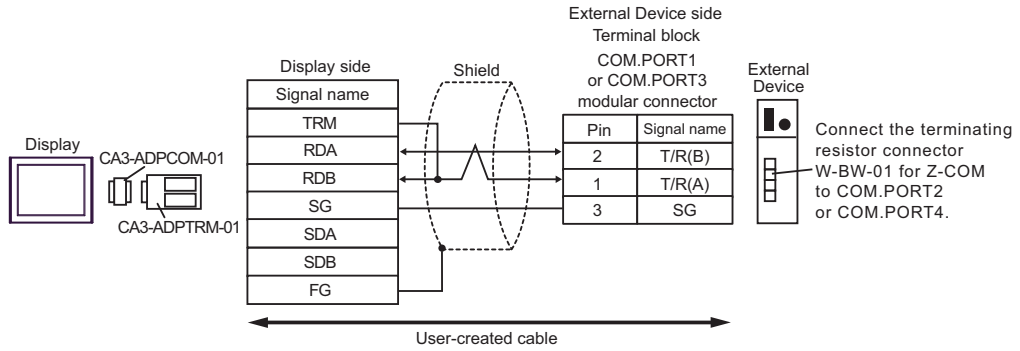 External Device side
Terminal block
COM.PORT1
or COM.PORT3
modular connector
Display side
Shield
External
Device
Signal name
TRM
RDA
RDB
SG
SDA
SDB
FG
Pin
Signal name
2
T/R(B)
1
T/R(A)
3
SG
Display
CA3-ADPCOM-01
CA3-ADPTRM-01
Connect the terminating
resistor connector
W-BW-01 for Z-COM
to COM.PORT2
or COM.PORT4.
User-created cable